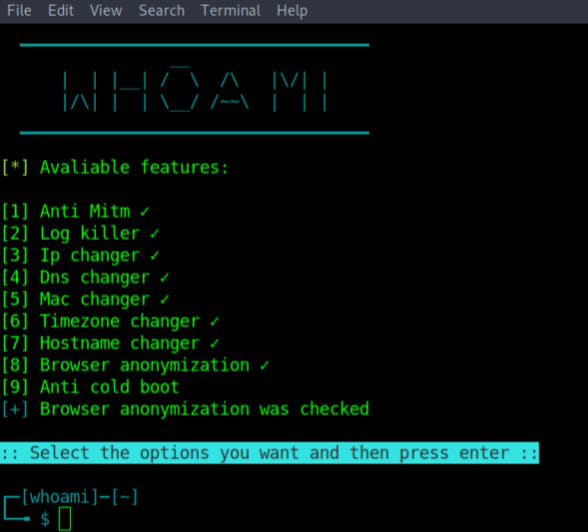 File Edit View Search Terminal Help
WHOAMI
[*] Avaliable features:
[1] Anti Mitm ✓
[2] Log killer ✓
[3] Ip changer ✓
[4] Dns changer ✓
[5] Mac changer ✓
[6] Timezone changer ✓
[7] Hostname changer ✓
[8] Browser anonymization ✓
[9] Anti cold boot
[+] Browser anonymization was checked
:: Select the options you want and then press enter ::
┌─[whoami]─[~]
└─╼ $